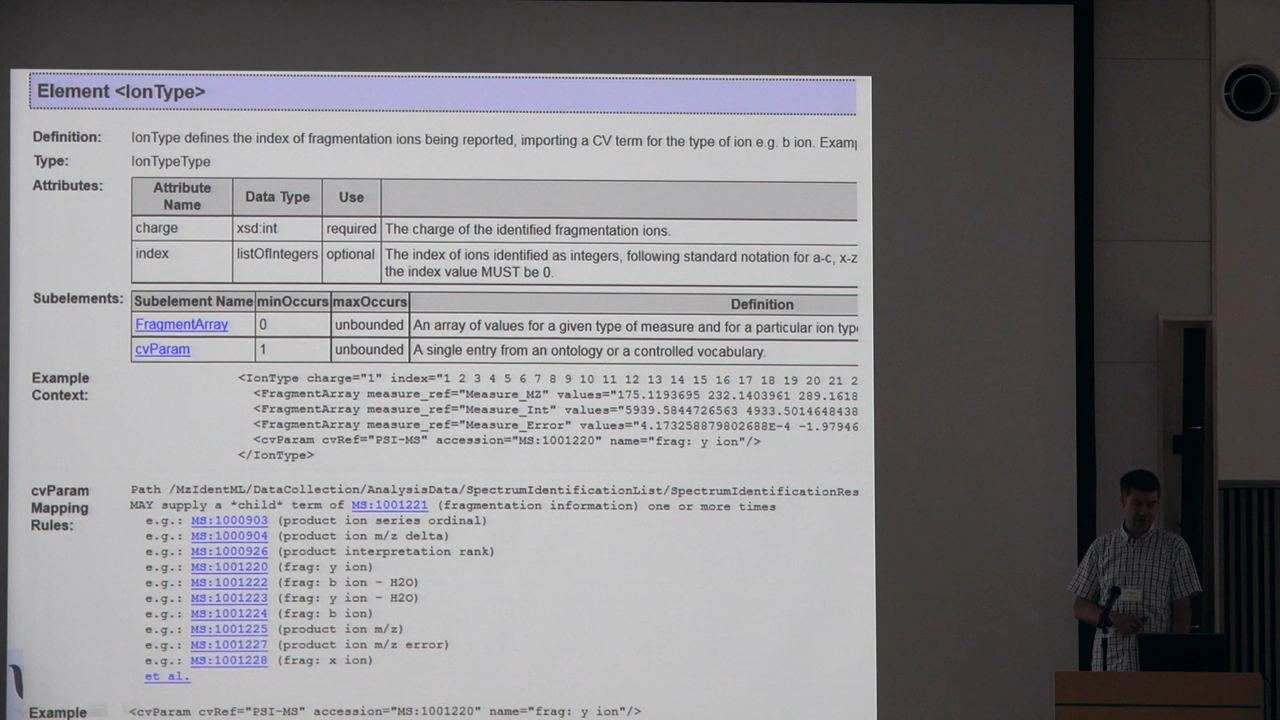 Element <IonType>
Definition: IonType defines the index of fragmentation ions being reported, importing a CV term for the type of ion e.g. b ion. Examp
Type: IonTypeType
Attributes: Attribute Name Data Type Use
charge xsd:int required The charge of the identified fragmentation ions.
index listOfIntegers optional The index of ions identified as integers, following standard notation for a-c, x-z
the index value MUST be 0.
Subelements: Subelement Name minOccurs maxOccurs Definition
FragmentArray 0 unbounded An array of values for a given type of measure and for a particular ion type
cvParam 1 unbounded A single entry from an ontology or a controlled vocabulary.
Example Context: <IonType charge="1" index="1 2 3 4 5 6 7 8 9 10 11 12 13 14 15 16 17 18 19 20 21 2
<FragmentArray measure_ref="Measure_MZ" values="175.1193695 232.1403961 289.1618
<FragmentArray measure_ref="Measure_Int" values="5939.5844726563 4933.5014648438
<FragmentArray measure_ref="Measure_Error" values="4.173258879802688E-4 -1.97946
<cvParam cvRef="PSI-MS" accession="MS:1001220" name="frag: y ion"/>
</IonType>
cvParam Mapping Rules: Path /MzIdentML/DataCollection/AnalysisData/SpectrumIdentificationList/SpectrumIdentificationRes
MAY supply a *child* term of MS:1001221 (fragmentation information) one or more times
e.g.: MS:1000903 (product ion series ordinal)
e.g.: MS:1000904 (product ion m/z delta)
e.g.: MS:1000926 (product interpretation rank)
e.g.: MS:1001220 (frag: y ion)
e.g.: MS:1001222 (frag: b ion - H2O)
e.g.: MS:1001223 (frag: y ion - H2O)
e.g.: MS:1001224 (frag: b ion)
e.g.: MS:1001225 (product ion m/z)
e.g.: MS:1001227 (product ion m/z error)
e.g.: MS:1001228 (frag: x ion)
et al.
Example <cvParam cvRef="PSI-MS" accession="MS:1001220" name="frag: y ion"/>